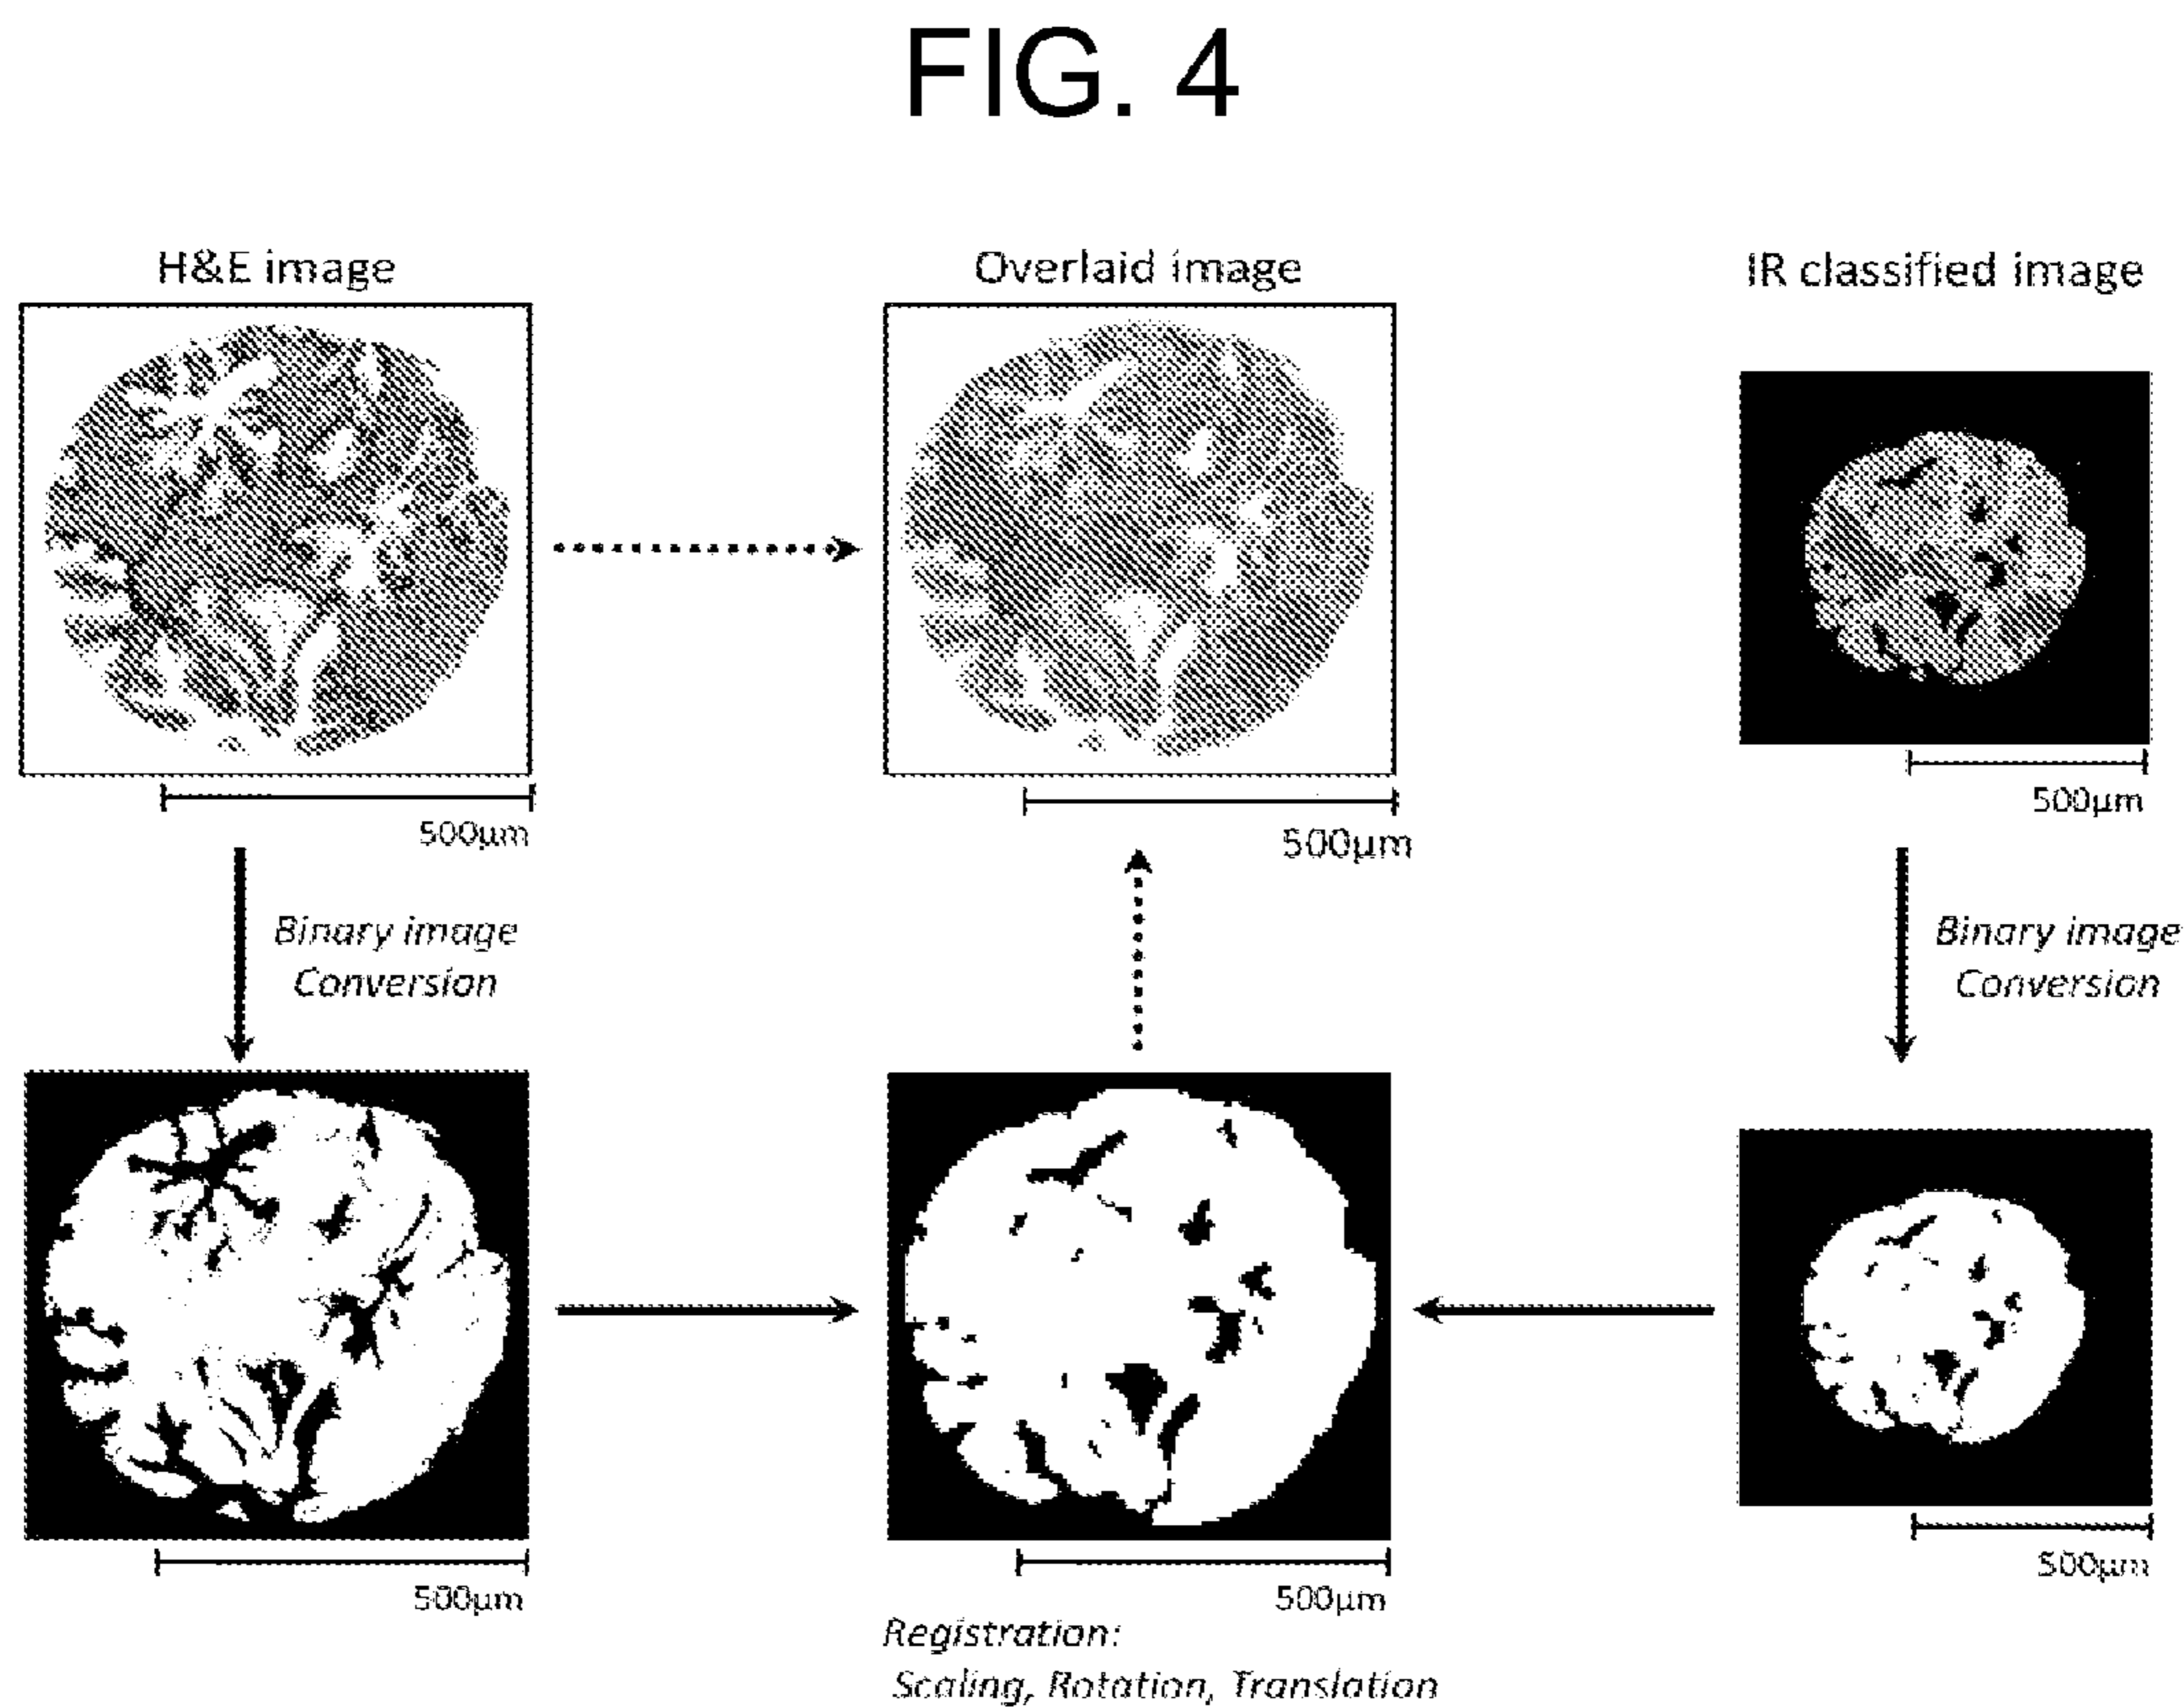 FIG. 4
H&E image
Overlaid image
IR classified image
500µm
500µm
500µm
Binary image
Conversion
Binary image
Conversion
500µm
500µm
500µm
Registration:
Scaling, Rotation, Translation